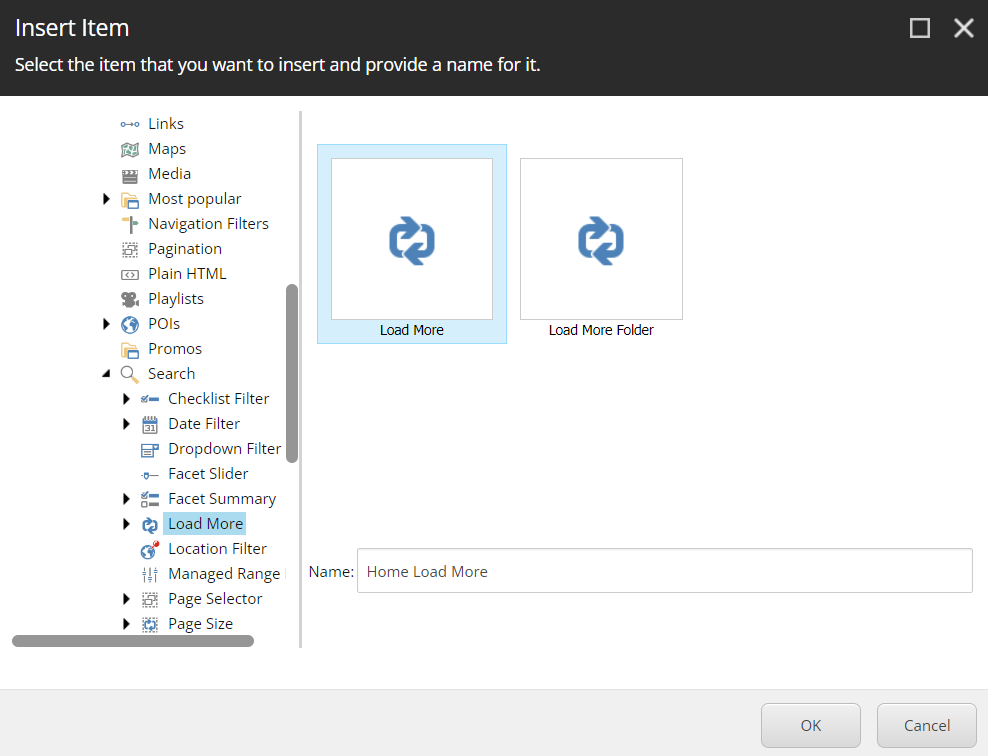 Insert Item
Select the item that you want to insert and provide a name for it.
Links
Maps
Media
Most popular
Navigation Filters
Pagination
Plain HTML
Playlists
POIs
Promos
Search
Checklist Filter
Date Filter
Dropdown Filter
Facet Slider
Facet Summary
Load More
Location Filter
Managed Range
Page Selector
Page Size
Load More
Load More Folder
Name: Home Load More
OK
Cancel